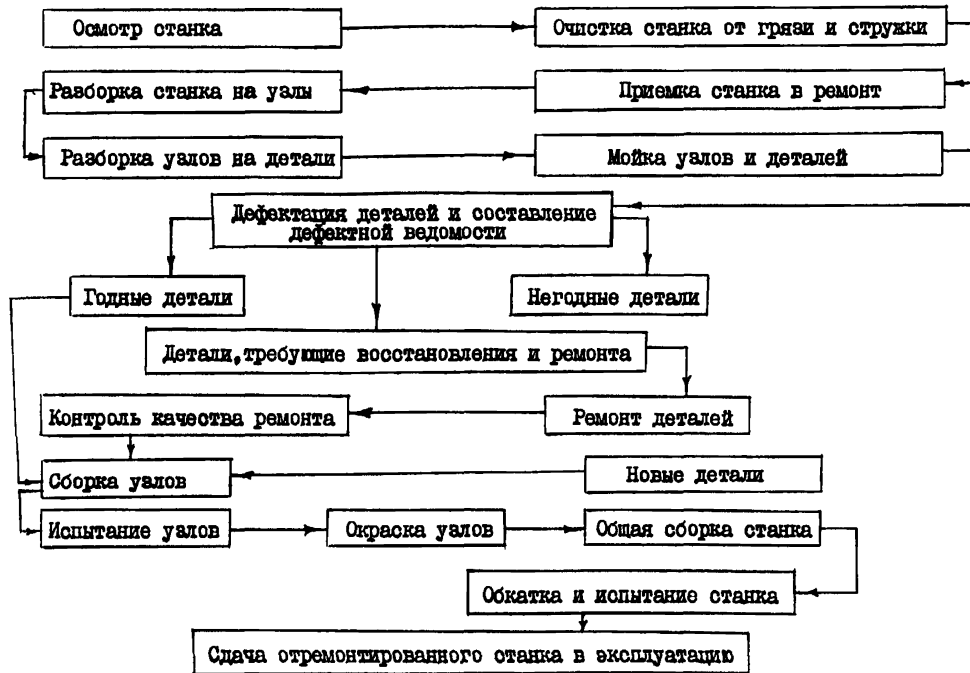 Осмотр станка
Очистка станка от грязи и стружки
Разборка станка на узлы
Приемка станка в ремонт
Разборка узлов на детали
Мойка узлов и деталей
Дефектация деталей и составление
дефектной ведомости
Годные детали
Негодные детали
Детали, требующие восстановления и ремонта
Контроль качества ремонта
Ремонт деталей
Сборка узлов
Новые детали
Испытание узлов
Окраска узлов
Общая сборка станка
Обкатка и испытание станка
Сдача отремонтированного станка в эксплуатацию